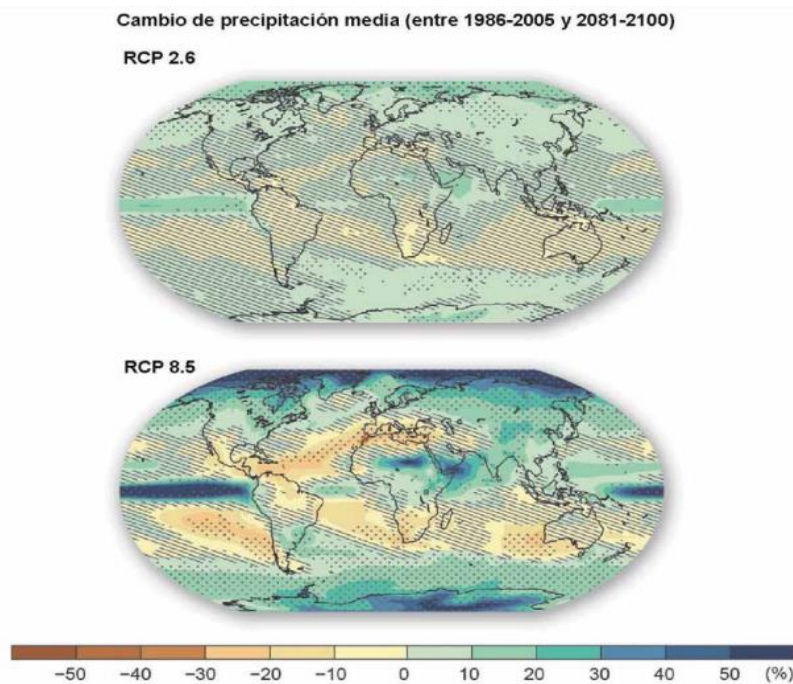 Cambio de precipitación media (entre 1986-2005 y 2081-2100)
RCP 2.6
RCP 8.5
−50 −40 −30 −20 −10 0 10 20 30 40 50 (%)